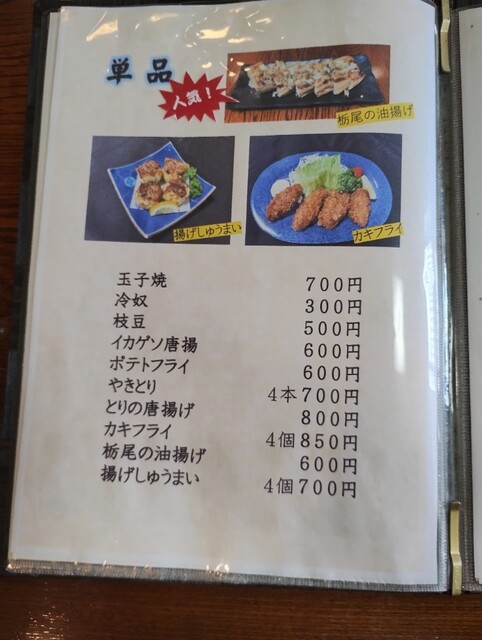 単品
人気！
栃尾の油揚げ
揚げしゅうまい
カキフライ
玉子焼 700円
冷奴 300円
枝豆 500円
イカゲソ唐揚 600円
ポテトフライ 600円
やきとり 4本700円
とりの唐揚げ 800円
カキフライ 4個850円
栃尾の油揚げ 600円
揚げしゅうまい 4個700円